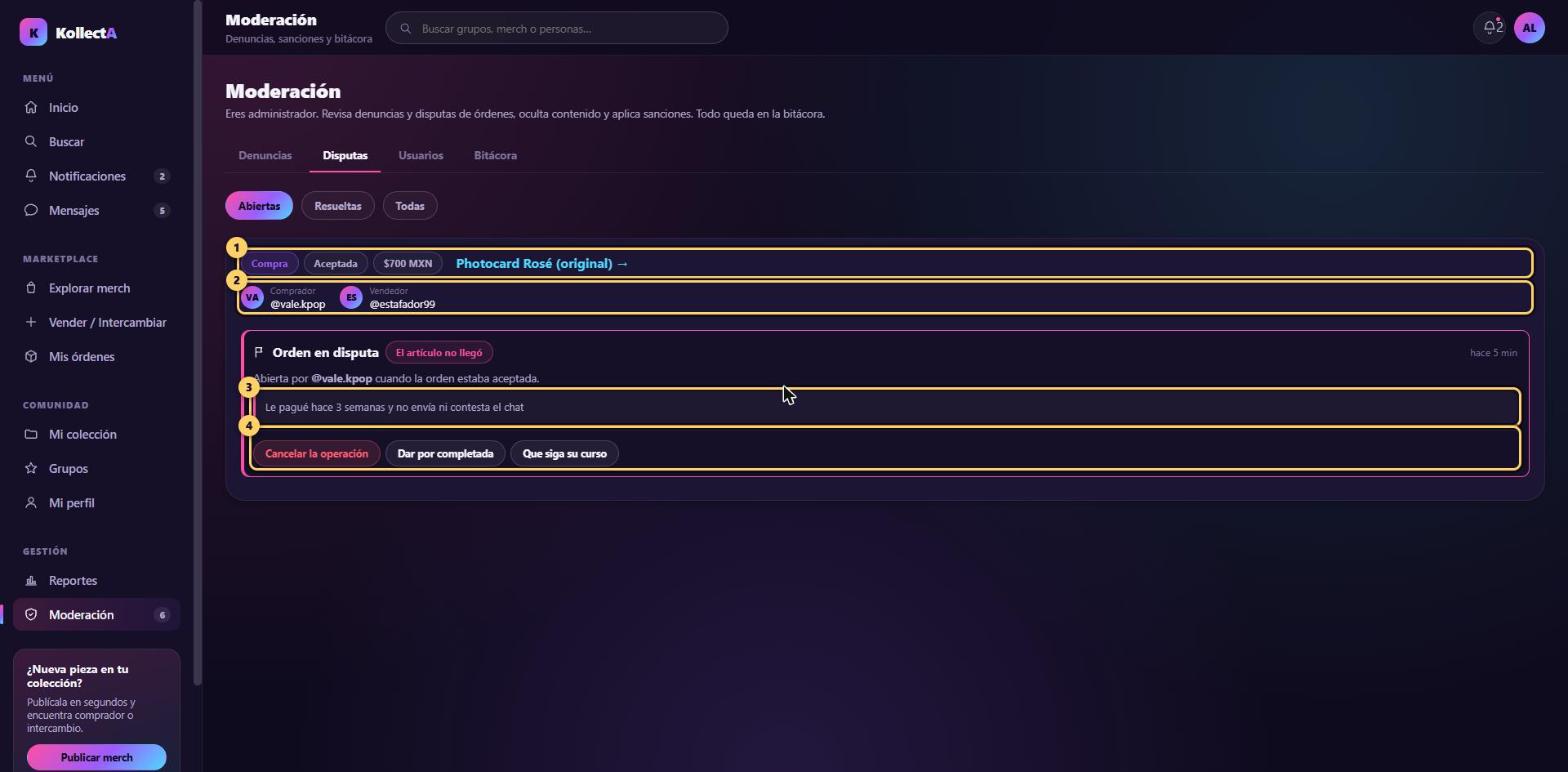 K KollectA
MENÚ
Inicio
Buscar
Notificaciones 2
Mensajes 5
MARKETPLACE
Explorar merch
Vender / Intercambiar
Mis órdenes
COMUNIDAD
Mi colección
Grupos
Mi perfil
GESTIÓN
Reportes
Moderación 6
¿Nueva pieza en tu
colección?
Publícala en segundos y
encuentra comprador o
intercambio.
Publicar merch
Moderación
Denuncias, sanciones y bitácora
Buscar grupos, merch o personas...
2
AL
Moderación
Eres administrador. Revisa denuncias y disputas de órdenes, oculta contenido y aplica sanciones. Todo queda en la bitácora.
Denuncias Disputas Usuarios Bitácora
Abiertas Resueltas Todas
1
Compra Aceptada $700 MXN Photocard Rosé (original) →
2
VA Comprador @vale.kpop ES Vendedor @estafador99
Orden en disputa El artículo no llegó hace 5 min
Abierta por @vale.kpop cuando la orden estaba aceptada.
3
Le pagué hace 3 semanas y no envía ni contesta el chat
4
Cancelar la operación Dar por completada Que siga su curso